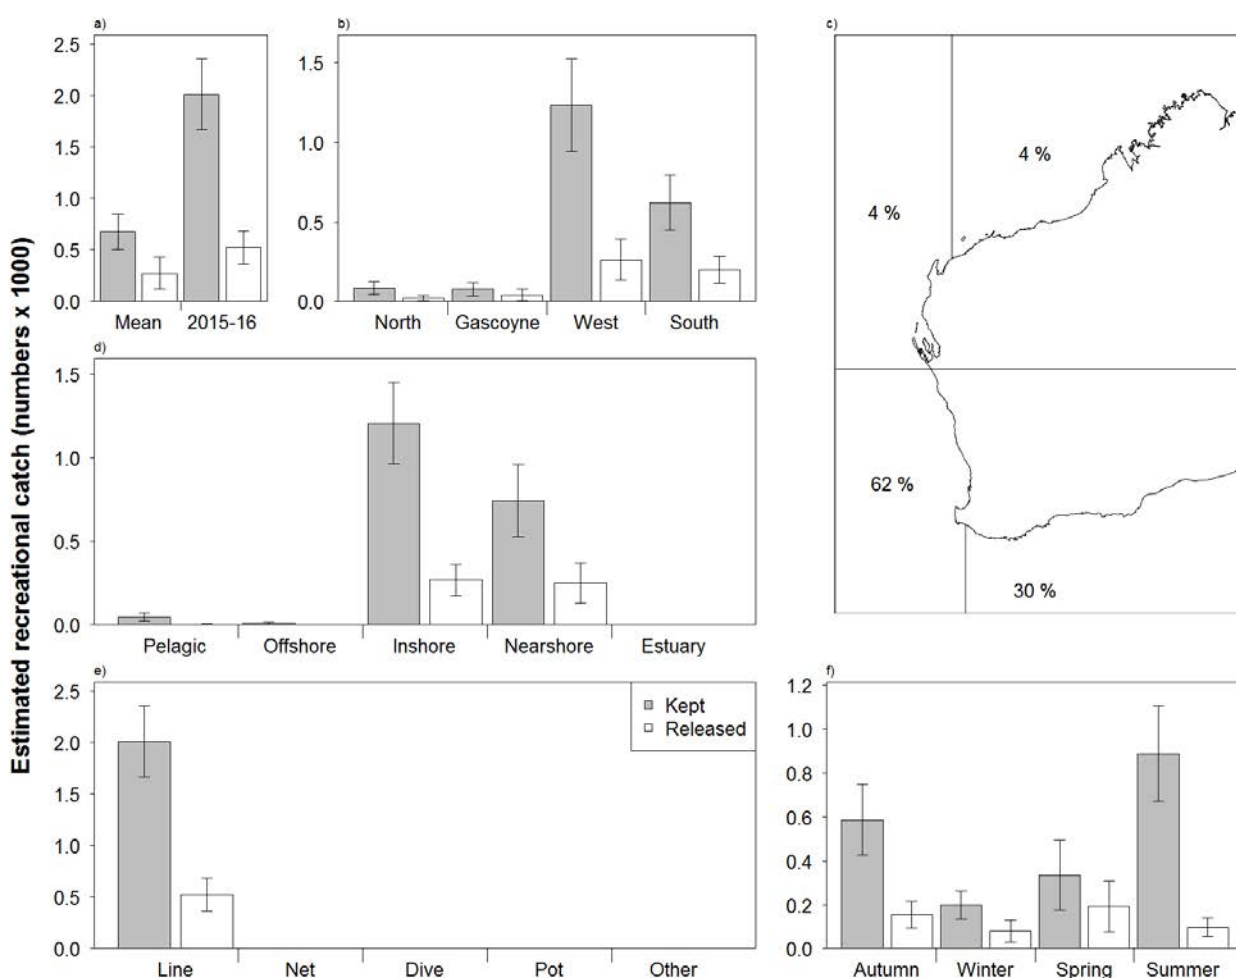 Estimated recreational catch (numbers x 1000)
a)
2.5
2.0
1.5
1.0
0.5
0.0
Mean 2015-16
b)
1.5
1.0
0.5
0.0
North Gascoyne West South
c)
4 %
4 %
62 %
30 %
d)
1.5
1.0
0.5
0.0
Pelagic Offshore Inshore Nearshore Estuary
e)
2.5
2.0
1.5
1.0
0.5
0.0
Kept
Released
Line Net Dive Pot Other
f)
1.2
1.0
0.8
0.6
0.4
0.2
0.0
Autumn Winter Spring Summer